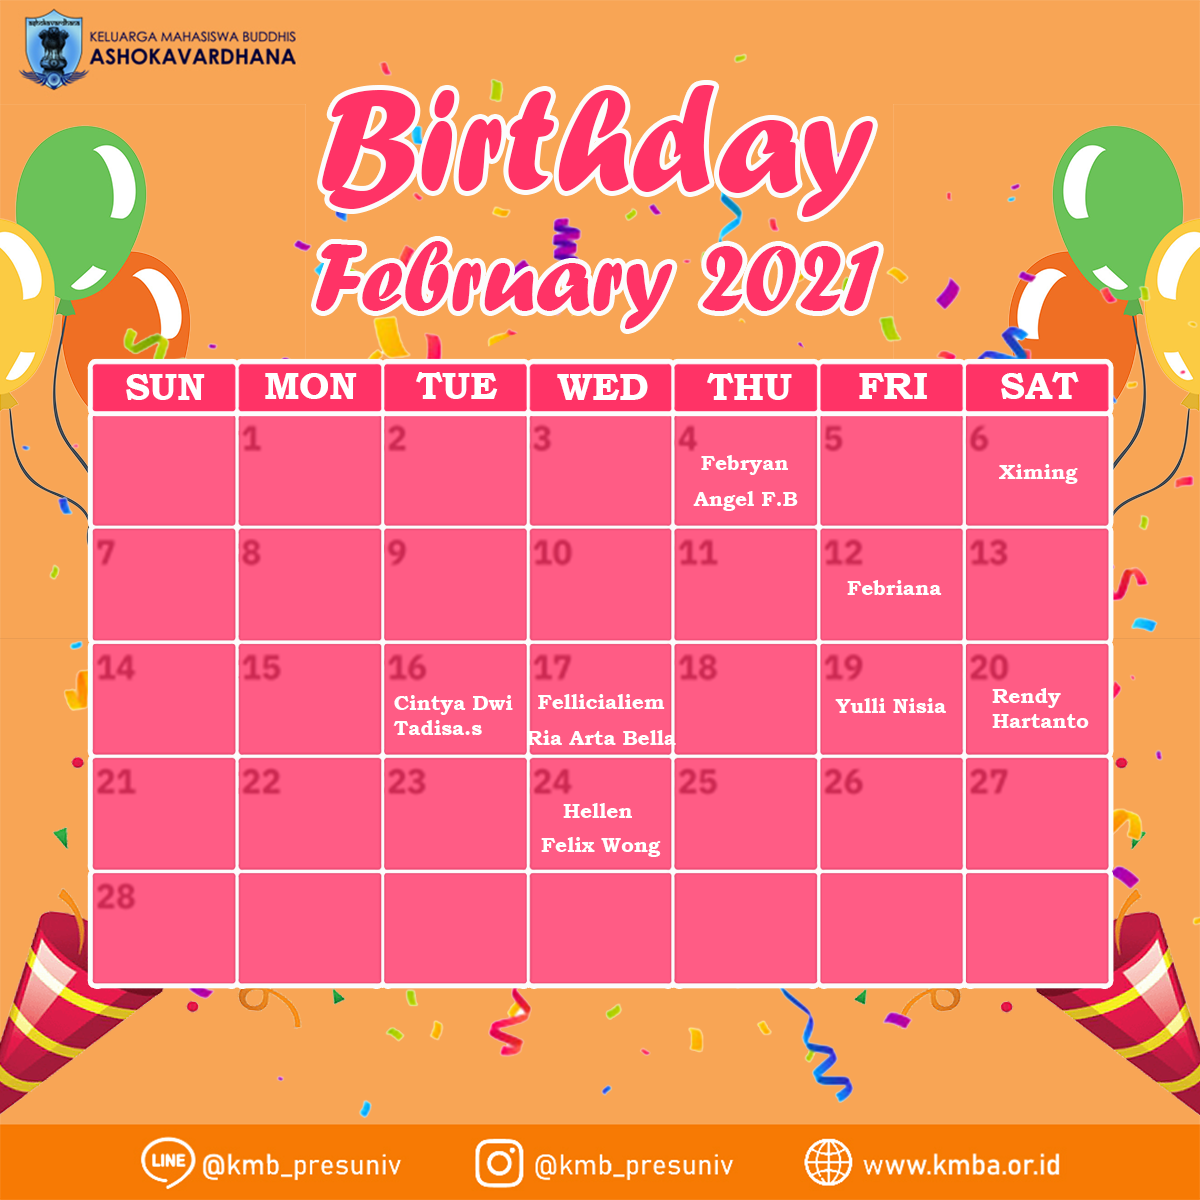 ashokavardhana
KELUARGA MAHASISWA BUDDHIS
ASHOKAVARDHANA
Birthday
February 2021
SUN MON TUE WED THU FRI SAT
1 2 3 4 5 6
Febryan
Angel F.B
Ximing
7 8 9 10 11 12 13
Febriana
14 15 16 17 18 19 20
Cintya Dwi
Tadisa.s
Fellicialiem
Ria Arta Bella
Yulli Nisia
Rendy
Hartanto
21 22 23 24 25 26 27
Hellen
Felix Wong
28
LINE @kmb_presuniv @kmb_presuniv www.kmba.or.id